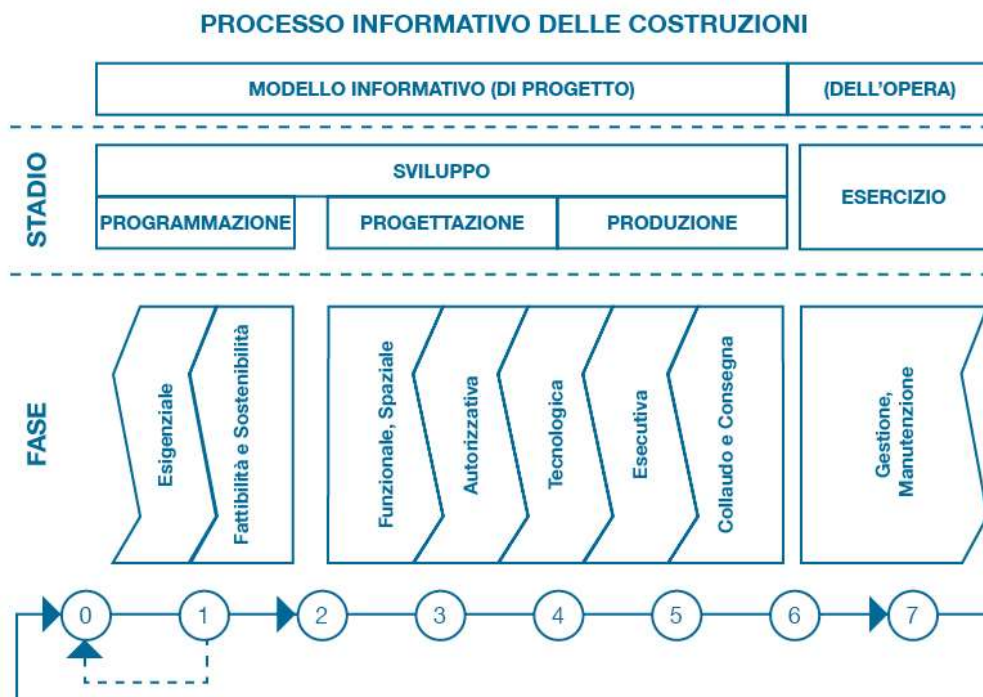 PROCESSO INFORMATIVO DELLE COSTRUZIONI
MODELLO INFORMATIVO (DI PROGETTO)
(DELL'OPERA)
STADIO
SVILUPPO
PROGRAMMAZIONE
PROGETTAZIONE
PRODUZIONE
ESERCIZIO
FASE
Esigenziale
Fattibilità e Sostenibilità
Funzionale, Spaziale
Autorizzativa
Tecnologica
Esecutiva
Collaudo e Consegna
Gestione,
Manutenzione
0
1
2
3
4
5
6
7